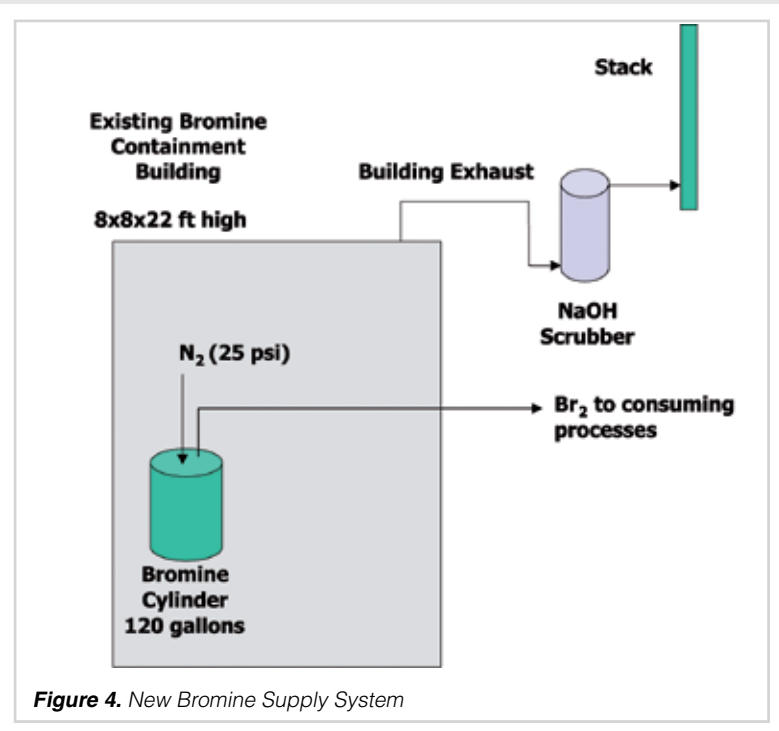 Stack
Existing Bromine
Containment
Building
8x8x22 ft high
Building Exhaust
NaOH
Scrubber
N₂ (25 psi)
Br₂ to consuming
processes
Bromine
Cylinder
120 gallons
Figure 4. New Bromine Supply System